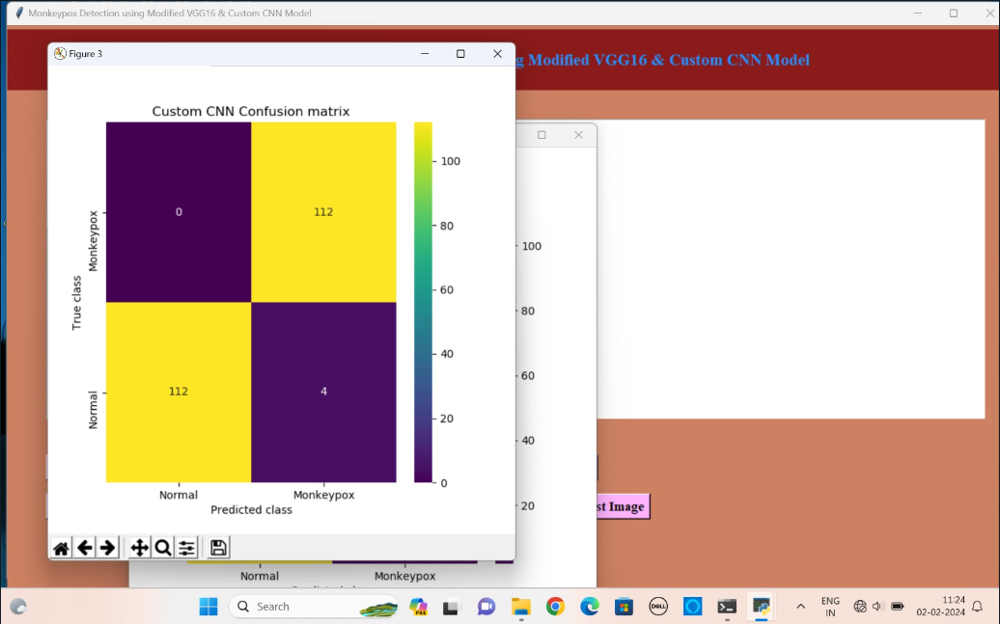 Monkeypox Detection using Modified VGG16 & Custom CNN Model
Figure 3
g Modified VGG16 & Custom CNN Model
Custom CNN Confusion matrix
0
112
112
4
Monkeypox
Normal
True class
Normal
Monkeypox
Predicted class
100
80
60
40
20
0
100
80
60
40
20
st Image
Normal
Monkeypox
Search
PRE
DELL
ENG
IN
11:24
02-02-2024